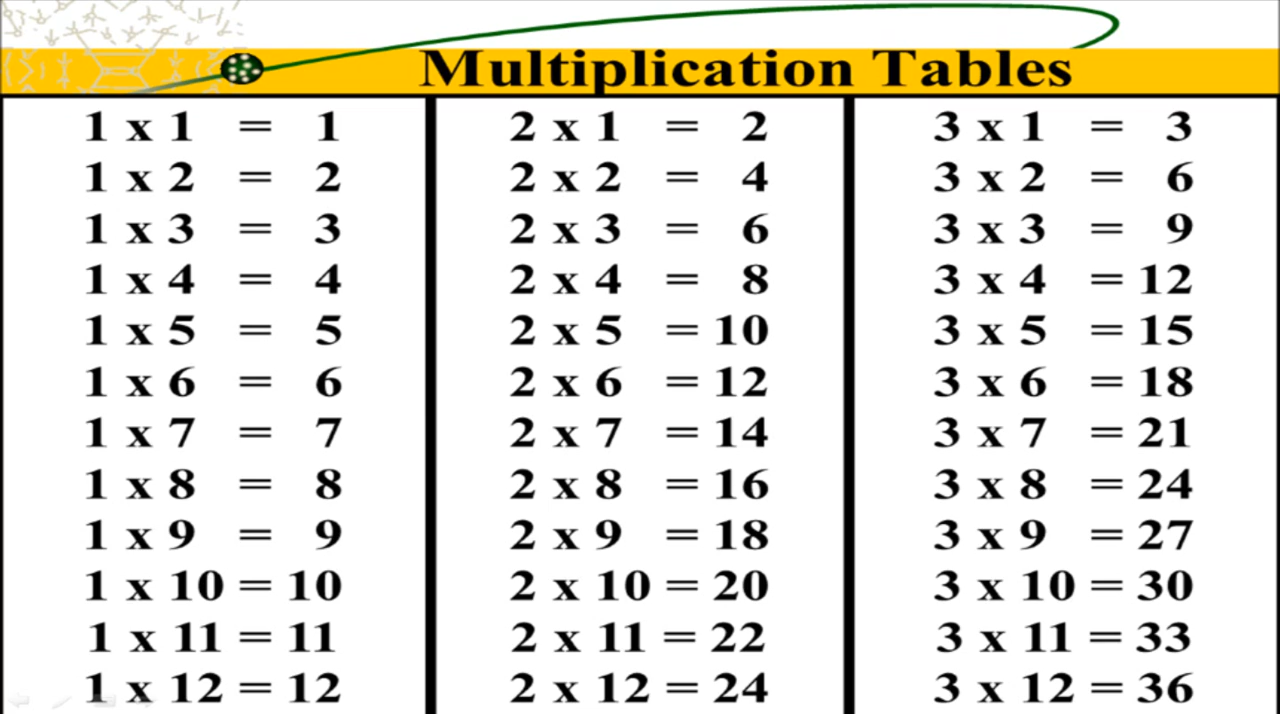 Multiplication Tables
1 x 1 = 1
1 x 2 = 2
1 x 3 = 3
1 x 4 = 4
1 x 5 = 5
1 x 6 = 6
1 x 7 = 7
1 x 8 = 8
1 x 9 = 9
1 x 10 = 10
1 x 11 = 11
1 x 12 = 12
2 x 1 = 2
2 x 2 = 4
2 x 3 = 6
2 x 4 = 8
2 x 5 = 10
2 x 6 = 12
2 x 7 = 14
2 x 8 = 16
2 x 9 = 18
2 x 10 = 20
2 x 11 = 22
2 x 12 = 24
3 x 1 = 3
3 x 2 = 6
3 x 3 = 9
3 x 4 = 12
3 x 5 = 15
3 x 6 = 18
3 x 7 = 21
3 x 8 = 24
3 x 9 = 27
3 x 10 = 30
3 x 11 = 33
3 x 12 = 36